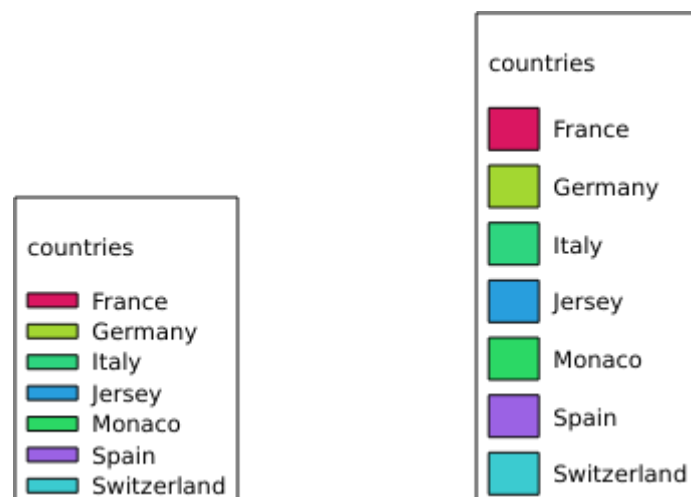 countries
France
Germany
Italy
Jersey
Monaco
Spain
Switzerland
countries
France
Germany
Italy
Jersey
Monaco
Spain
Switzerland